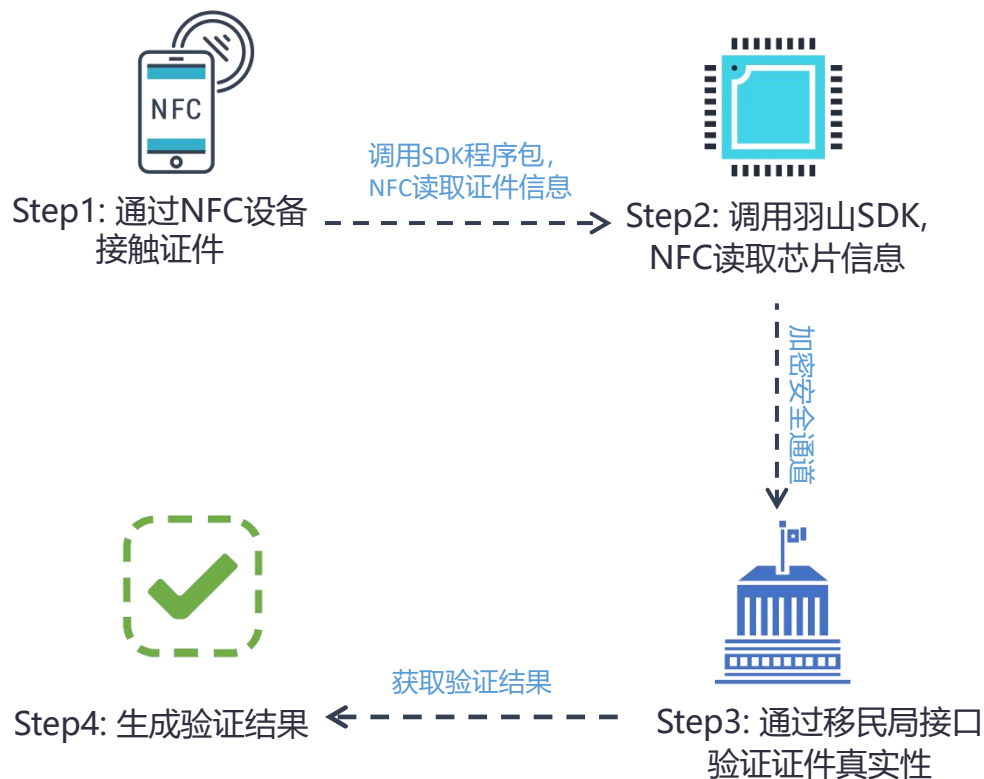 NFC
调用SDK程序包,
NFC读取证件信息
Step1: 通过NFC设备
接触证件
Step2: 调用羽山SDK,
NFC读取芯片信息
加密安全通道
获取验证结果
Step4: 生成验证结果
Step3: 通过移民局接口
验证证件真实性